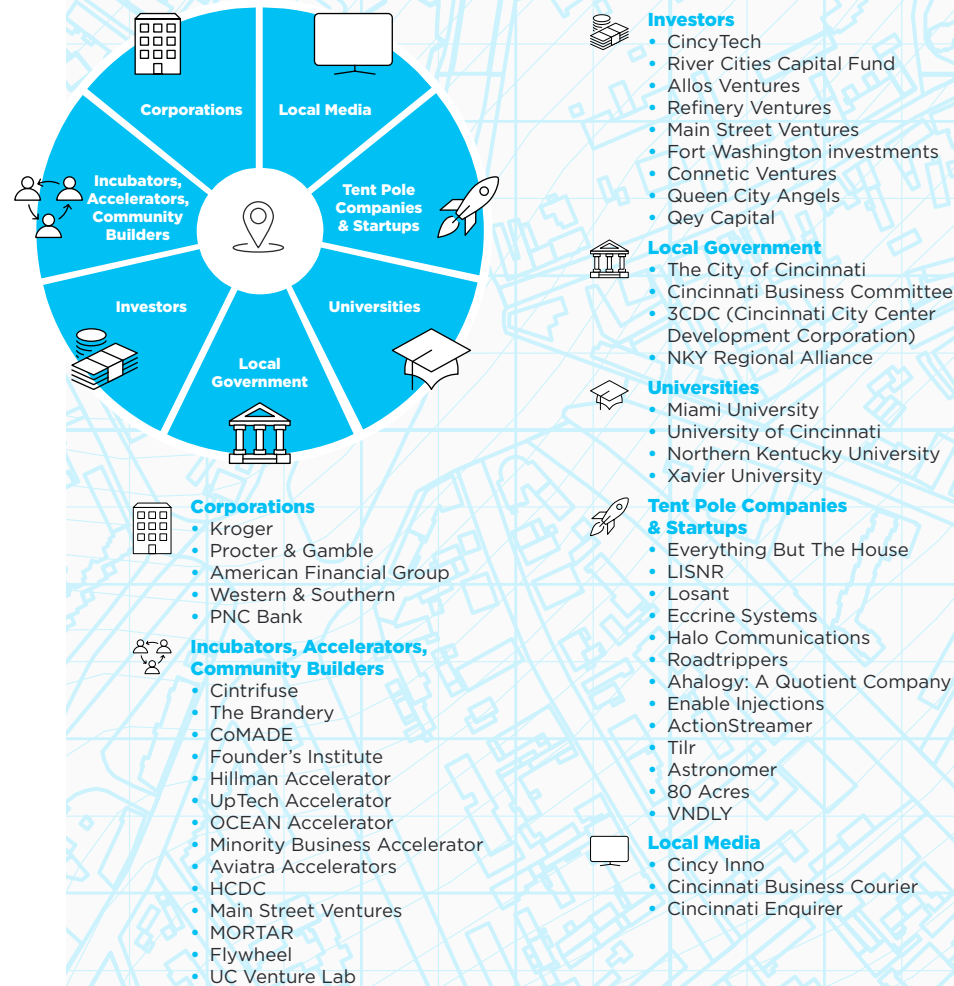 Corporations
Local Media
Incubators,
Accelerators,
Community
Builders
Tent Pole
Companies
& Startups
Investors
Universities
Local
Government
Corporations
• Kroger
• Procter & Gamble
• American Financial Group
• Western & Southern
• PNC Bank
Incubators, Accelerators,
Community Builders
• Cintrifuse
• The Brandery
• CoMADE
• Founder’s Institute
• Hillman Accelerator
• UpTech Accelerator
• OCEAN Accelerator
• Minority Business Accelerator
• Aviatra Accelerators
• HCDC
• Main Street Ventures
• MORTAR
• Flywheel
• UC Venture Lab
Investors
• CincyTech
• River Cities Capital Fund
• Allos Ventures
• Refinery Ventures
• Main Street Ventures
• Fort Washington investments
• Connetic Ventures
• Queen City Angels
• Qey Capital
Local Government
• The City of Cincinnati
• Cincinnati Business Committee
• 3CDC (Cincinnati City Center
Development Corporation)
• NKY Regional Alliance
Universities
• Miami University
• University of Cincinnati
• Northern Kentucky University
• Xavier University
Tent Pole Companies
& Startups
• Everything But The House
• LISNR
• Losant
• Eccrine Systems
• Halo Communications
• Roadtrippers
• Ahalogy: A Quotient Company
• Enable Injections
• ActionStreamer
• Tilr
• Astronomer
• 80 Acres
• VNDLY
Local Media
• Cincy Inno
• Cincinnati Business Courier
• Cincinnati Enquirer